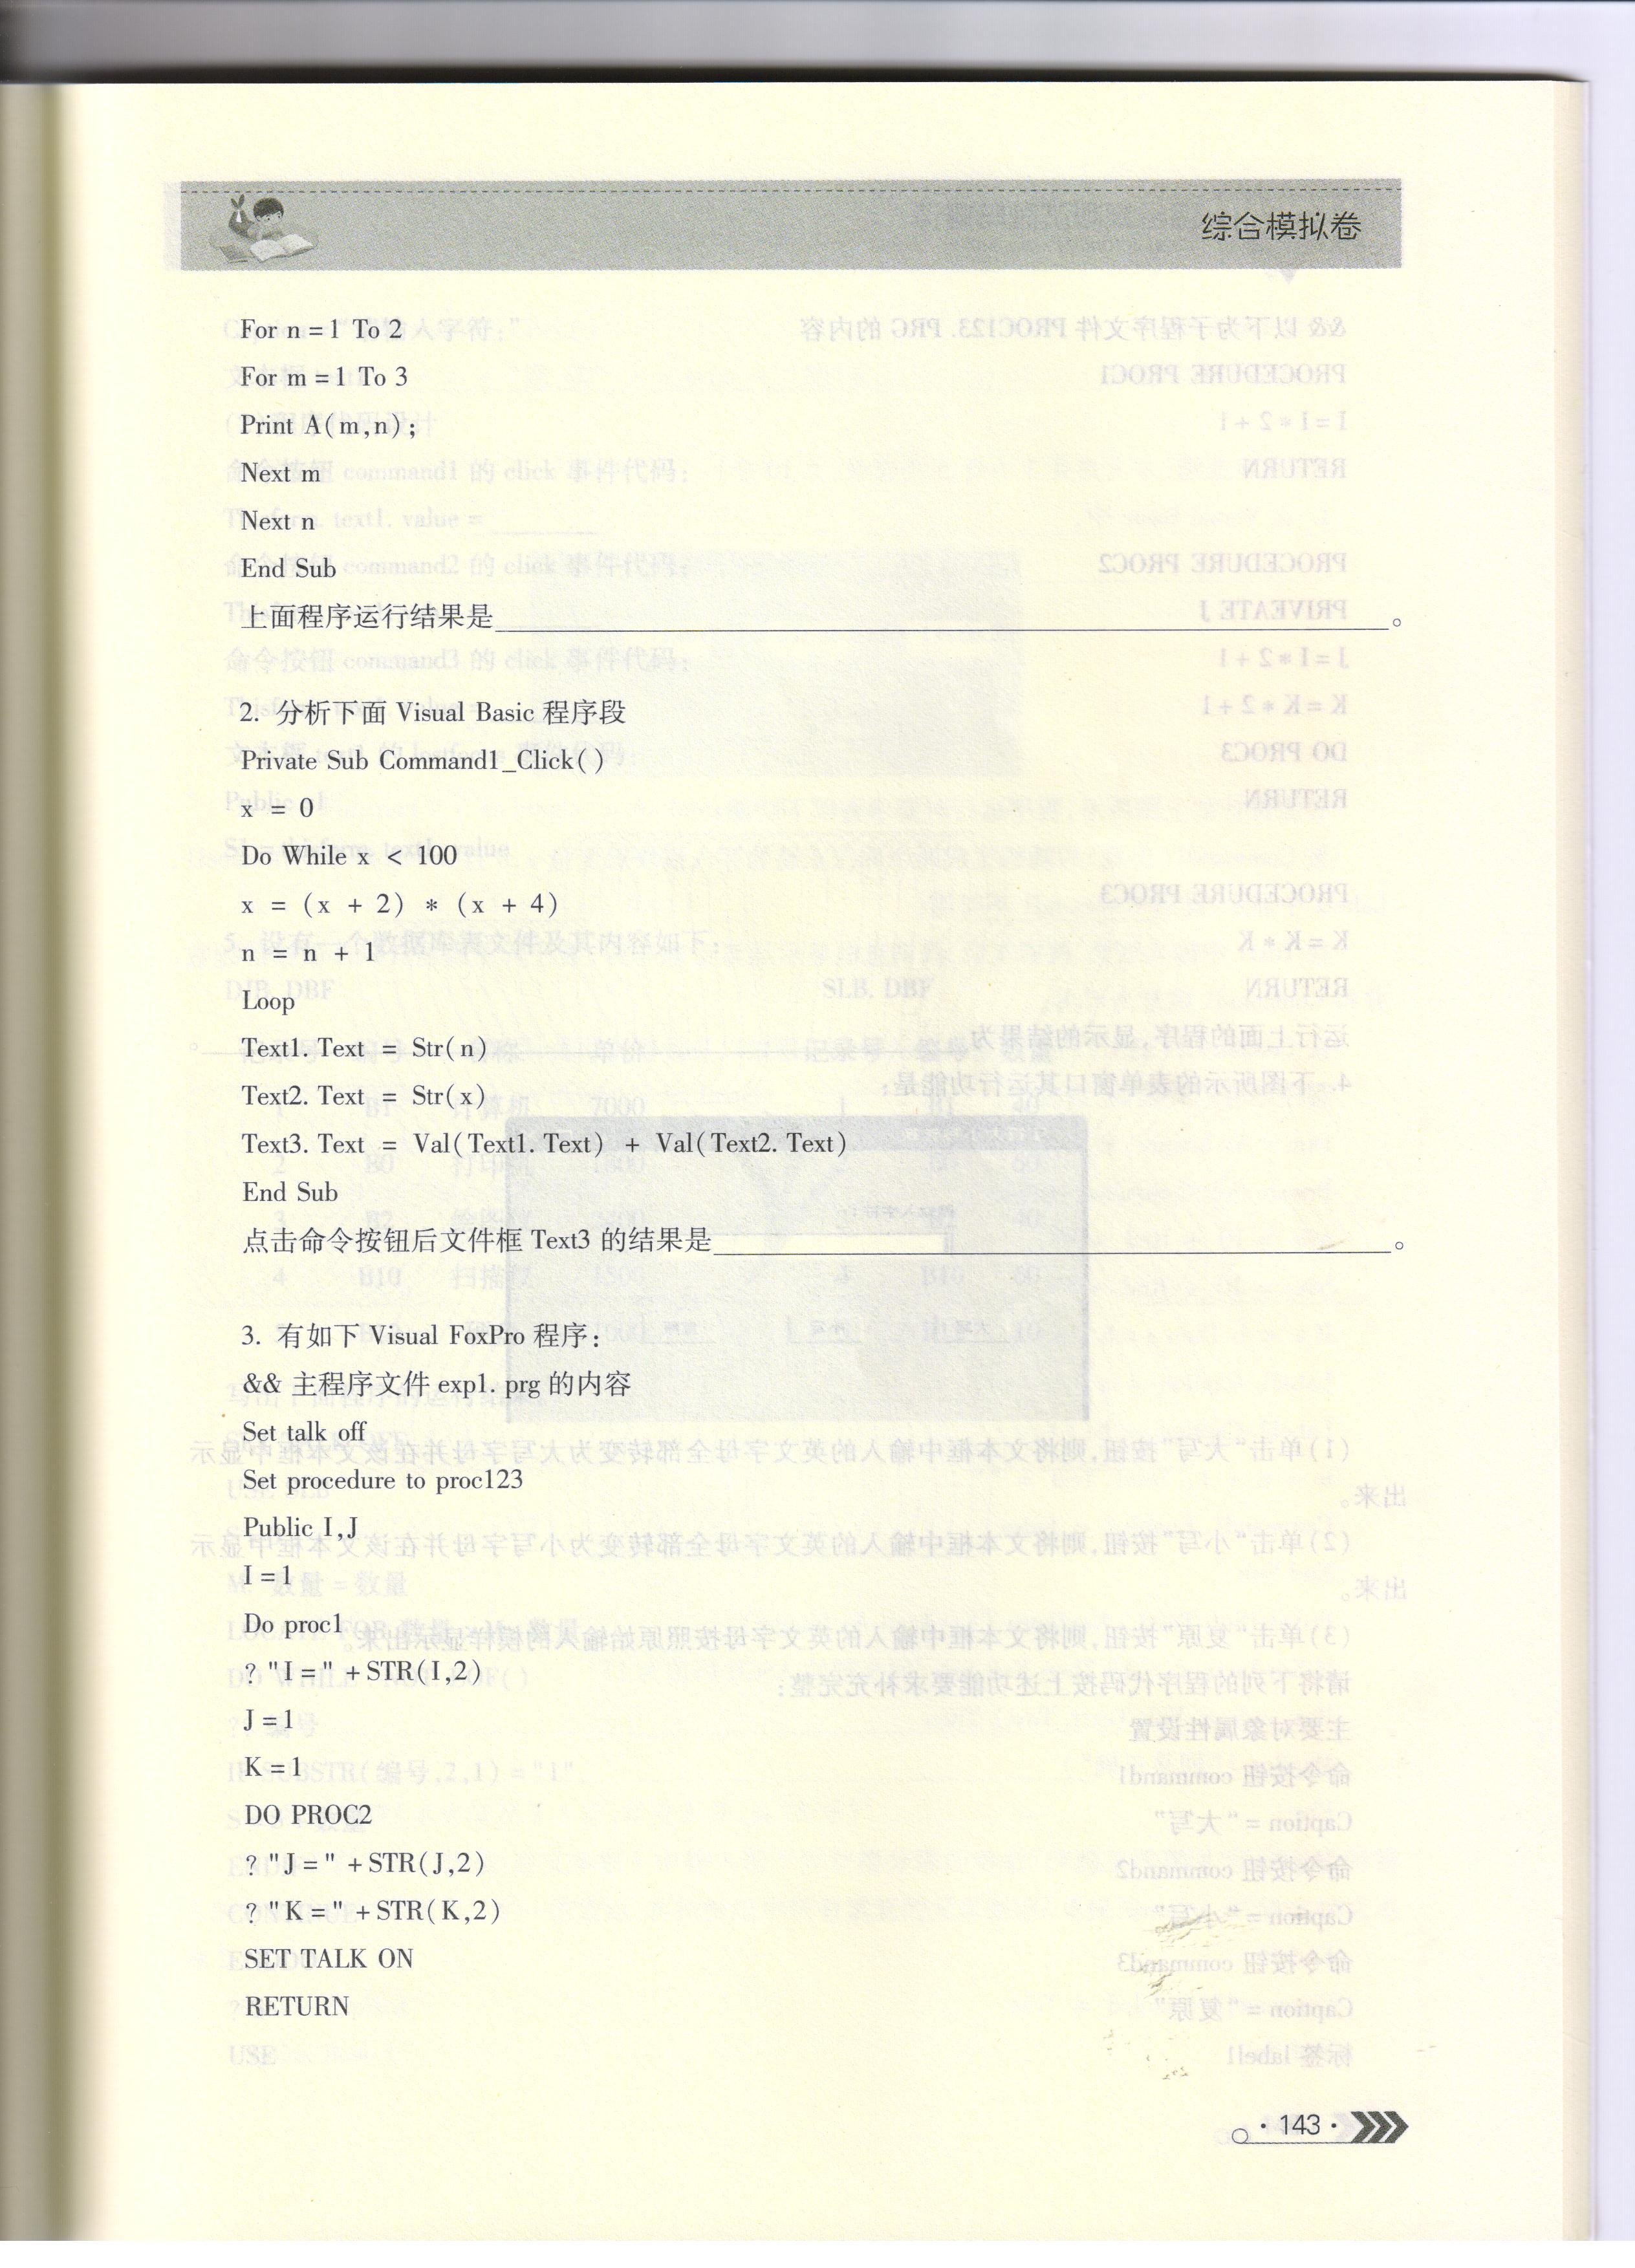 综合模拟卷
For n = 1 To 2
For m = 1 To 3
Print A(m,n);
Next m
Next n
End Sub
上面程序运行结果是____________________。
2. 分析下面 Visual Basic 程序段
Private Sub Command1_Click()
x = 0
Do While x < 100
x = (x + 2) * (x + 4)
n = n + 1
Loop
Text1. Text = Str(n)
Text2. Text = Str(x)
Text3. Text = Val(Text1. Text) + Val(Text2. Text)
End Sub
点击命令按钮后文件框 Text3 的结果是____________________。
3. 有如下 Visual FoxPro 程序:
&& 主程序文件 exp1. prg 的内容
Set talk off
Set procedure to proc123
Public I,J
I = 1
Do proc1
? "I =" + STR(I,2)
J = 1
K = 1
DO PROC2
? "J =" + STR(J,2)
? "K =" + STR(K,2)
SET TALK ON
RETURN
· 143 ·